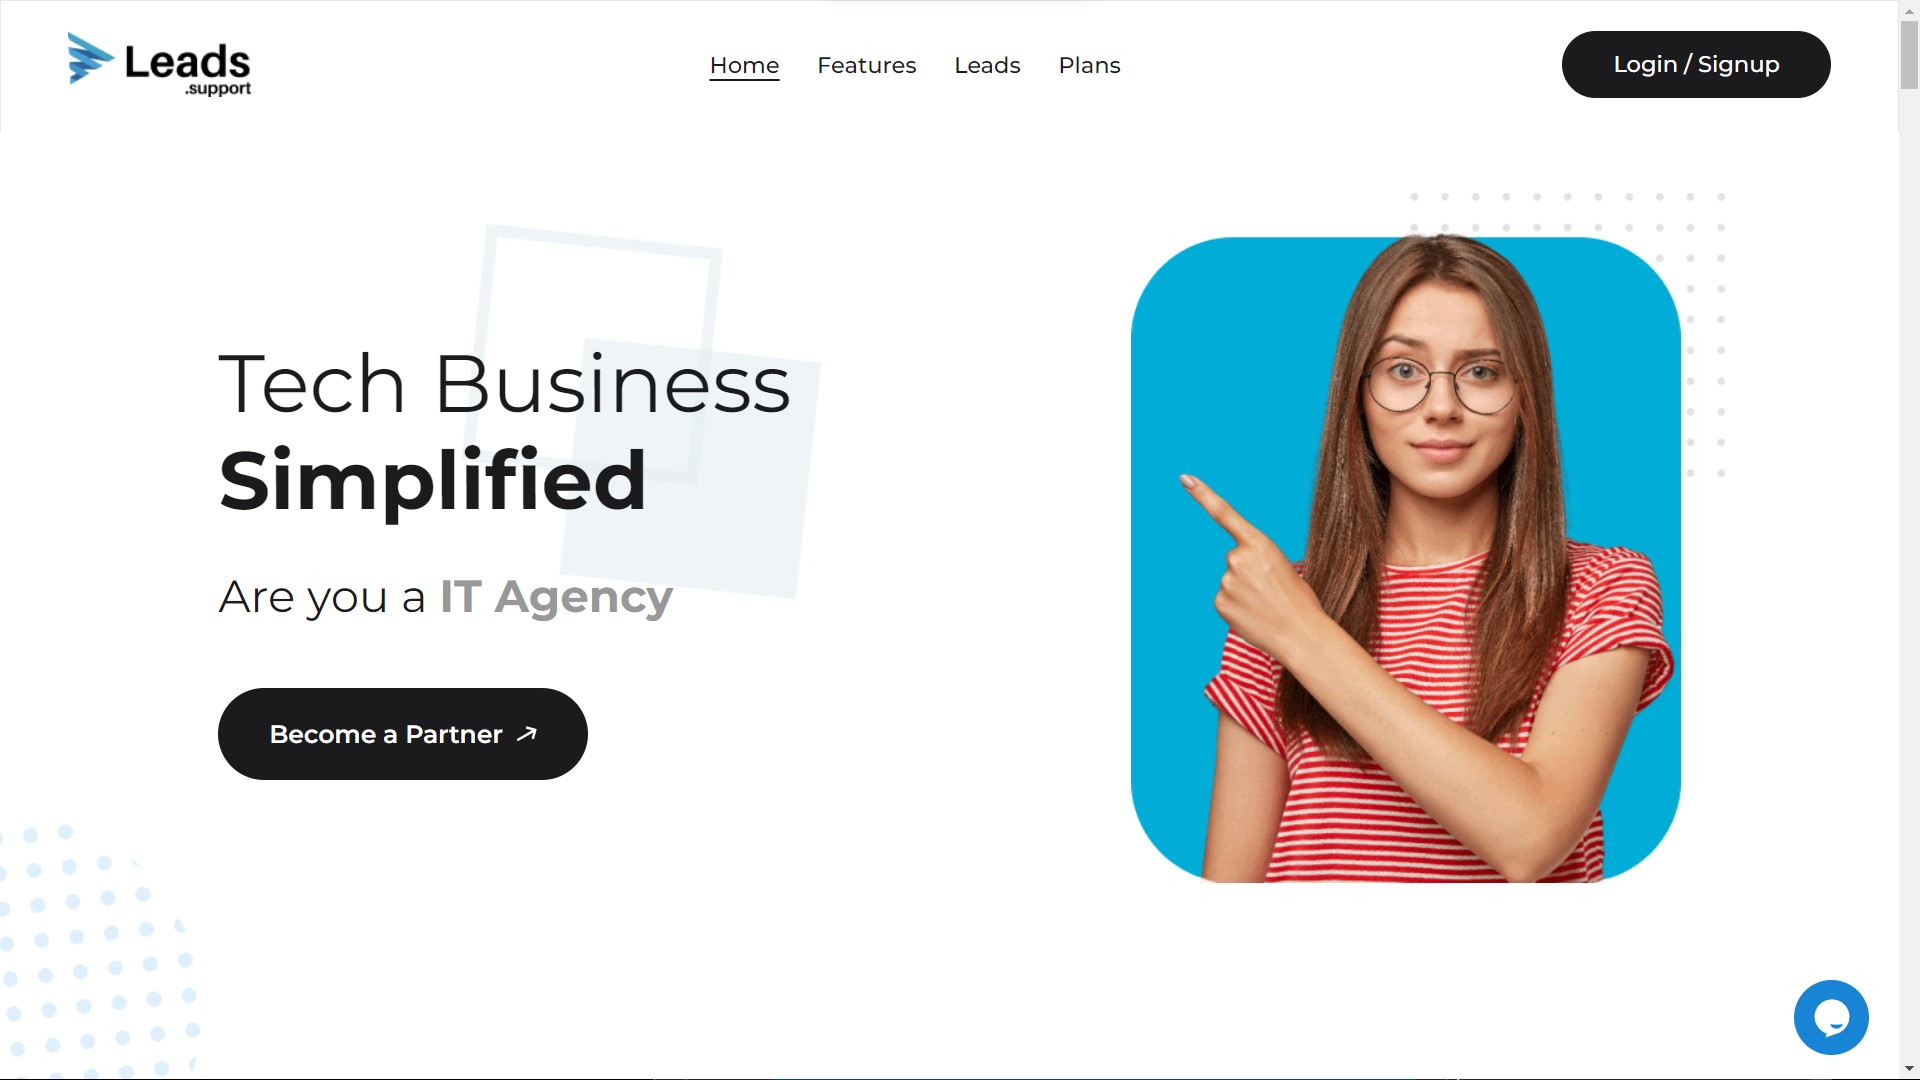 Leads
.support
Home
Features
Leads
Plans
Login / Signup
Tech Business
Simplified
Are you a IT Agency
Become a Partner